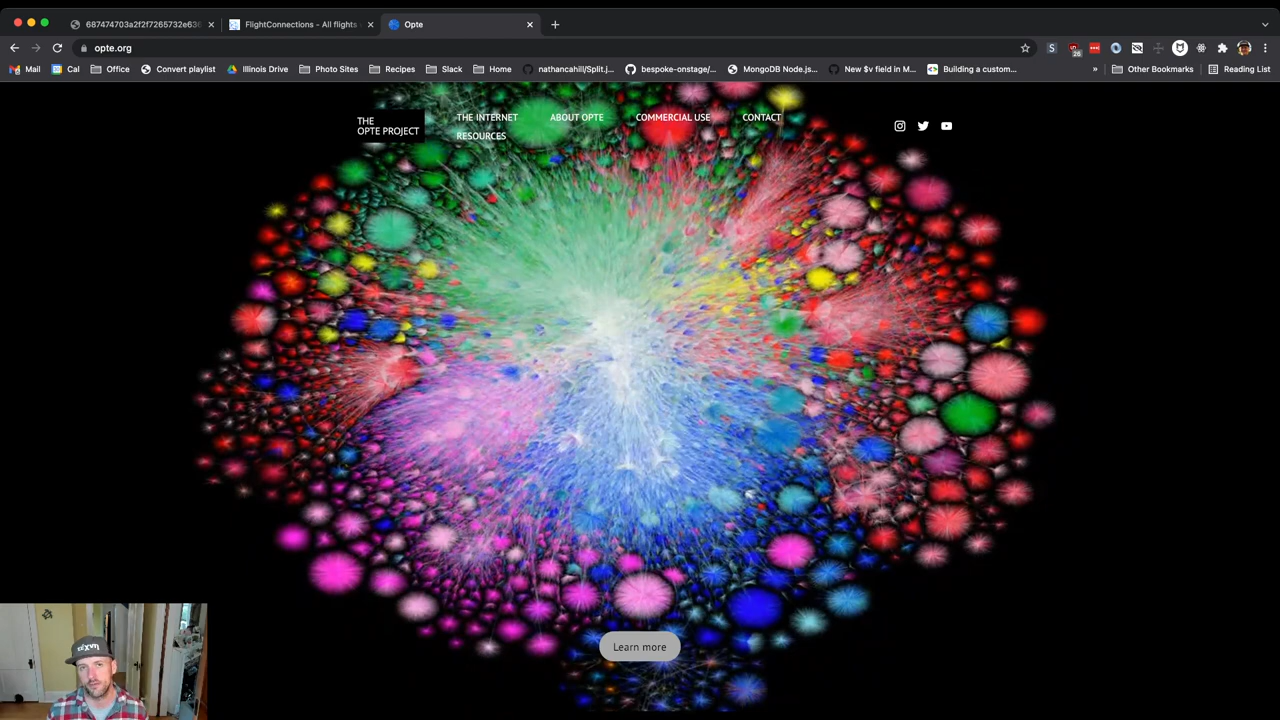 687474703a2f2f7265732e636
FlightConnections - All flights
Opte
opte.org
Mail
Cal
Office
Convert playlist
Illinois Drive
Photo Sites
Recipes
Slack
Home
nathancahill/Split.j...
bespoke-onstage/...
MongoDB Node.js...
New $v field in M...
Building a custom...
»
Other Bookmarks
Reading List
THE
OPTE PROJECT
THE INTERNET
ABOUT OPTE
COMMERCIAL USE
CONTACT
RESOURCES
Learn more